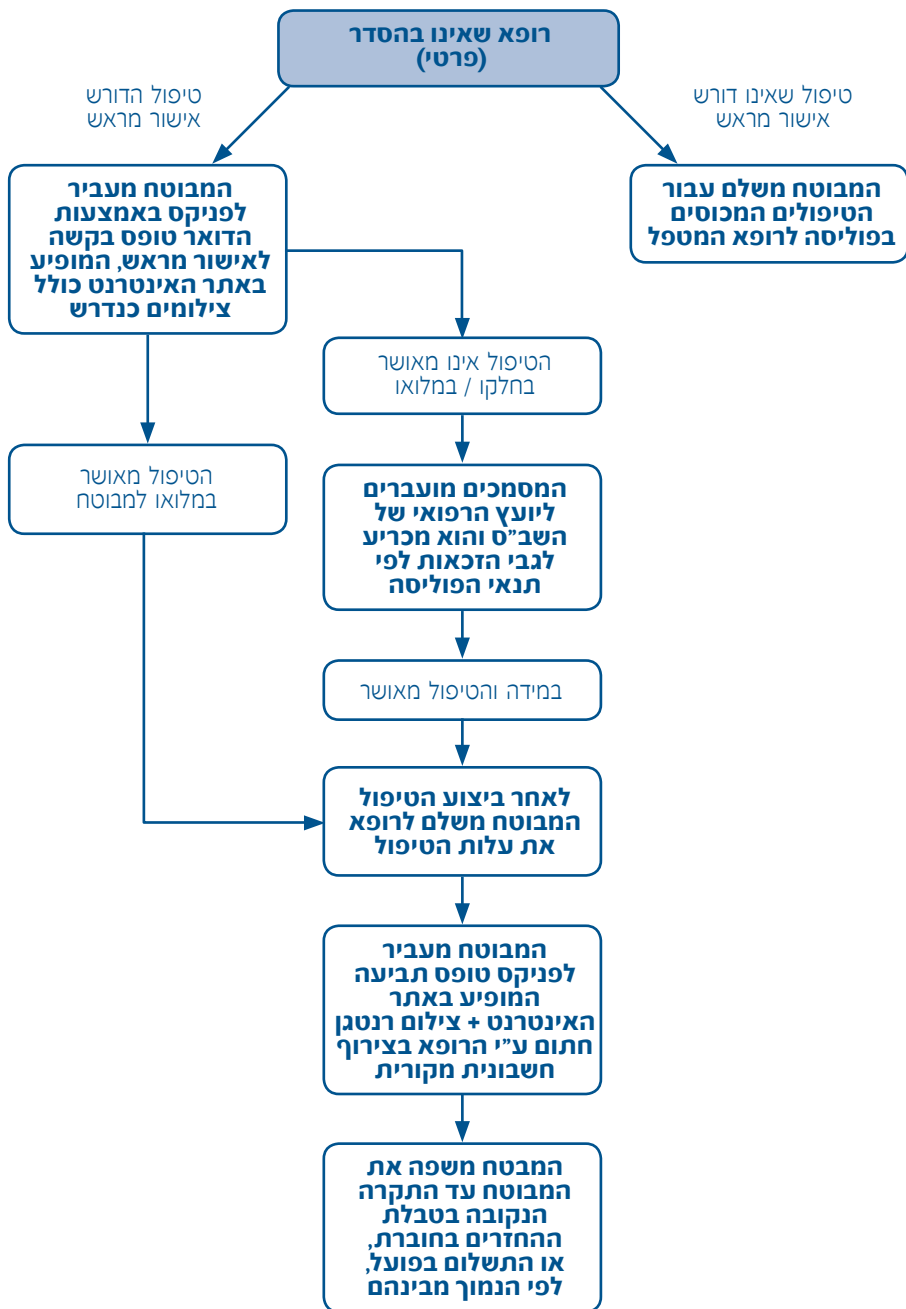 רופא שאינו בהסדר
(פרטי)
טיפול שאינו דורש
אישור מראש
טיפול הדורש
אישור מראש
המבוטח משלם עבור
הטיפולים המכוסים
בפוליסה לרופא המטפל
המבוטח מעביר
לפניקס באמצעות
הדואר טופס בקשה
לאישור מראש, המופיע
באתר האינטרנט כולל
צילומים כנדרש
הטיפול אינו מאושר
בחלקו / במלואו
הטיפול מאושר
במלואו למבוטח
המסמכים מועברים
ליועץ הרפואי של
השב"ס והוא מכריע
לגבי הזכאות לפי
תנאי הפוליסה
במידה והטיפול מאושר
לאחר ביצוע הטיפול
המבוטח משלם לרופא
את עלות הטיפול
המבוטח מעביר
לפניקס טופס תביעה
המופיע באתר
האינטרנט + צילום רנטגן
חתום ע"י הרופא בצירוף
חשבונית מקורית
המבטח משפה את
המבוטח עד התקרה
הנקובה בטבלת
ההחזרים בחוברת,
או התשלום בפועל,
לפי הנמוך מבינהם